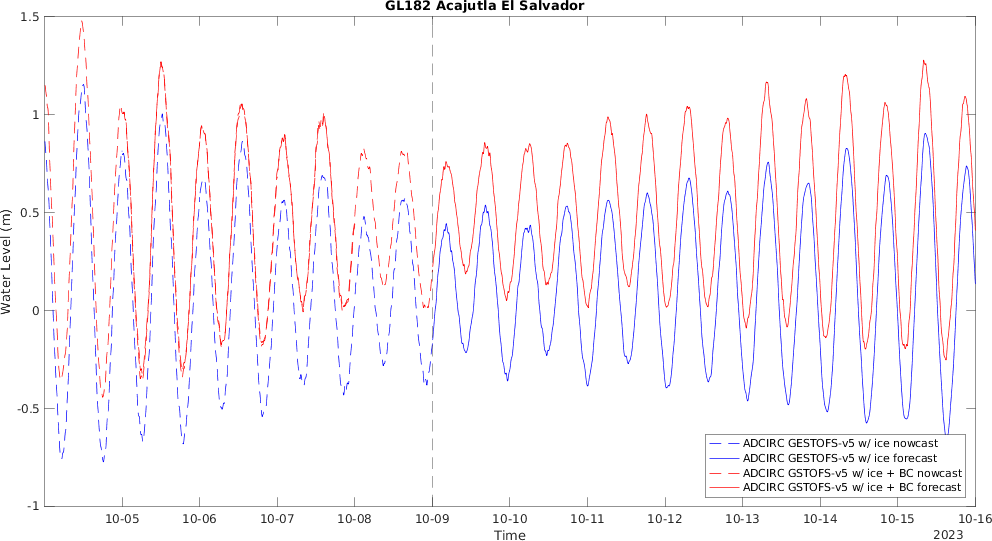 GL182 Acajutla El Salvador
1.5
1
0.5
0
-0.5
-1
Water Level (m)
10-05
10-06
10-07
10-08
10-09
10-10
10-11
10-12
10-13
10-14
10-15
10-16
Time
2023
ADCIRC GESTOFS-v5 w/ ice nowcast
ADCIRC GESTOFS-v5 w/ ice forecast
ADCIRC GSTOFS-v5 w/ ice + BC nowcast
ADCIRC GSTOFS-v5 w/ ice + BC forecast